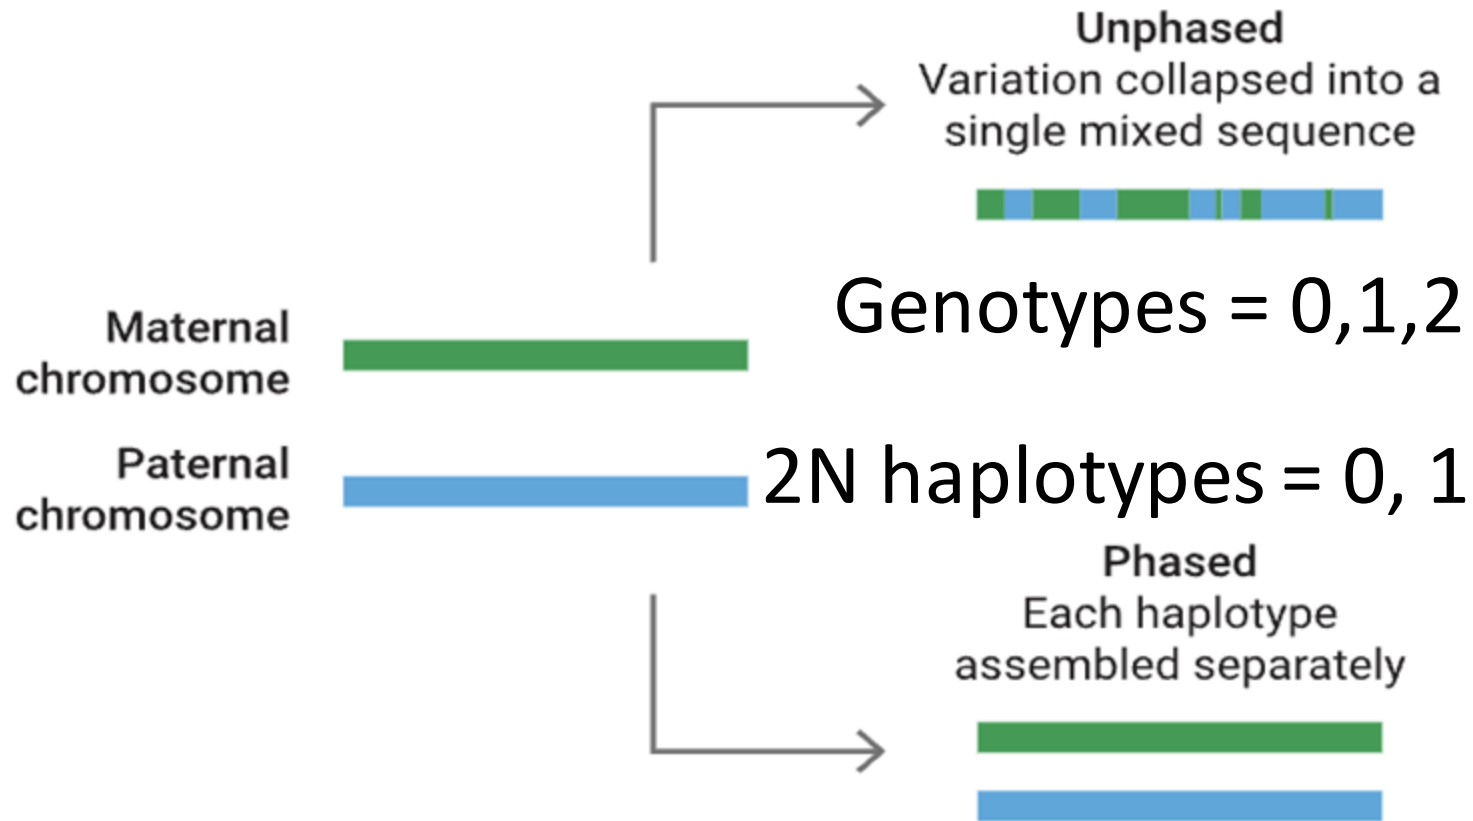 Unphased
Variation collapsed into a
single mixed sequence
Genotypes = 0,1,2
Maternal
chromosome
Paternal
chromosome
2N haplotypes = 0, 1
Phased
Each haplotype
assembled separately